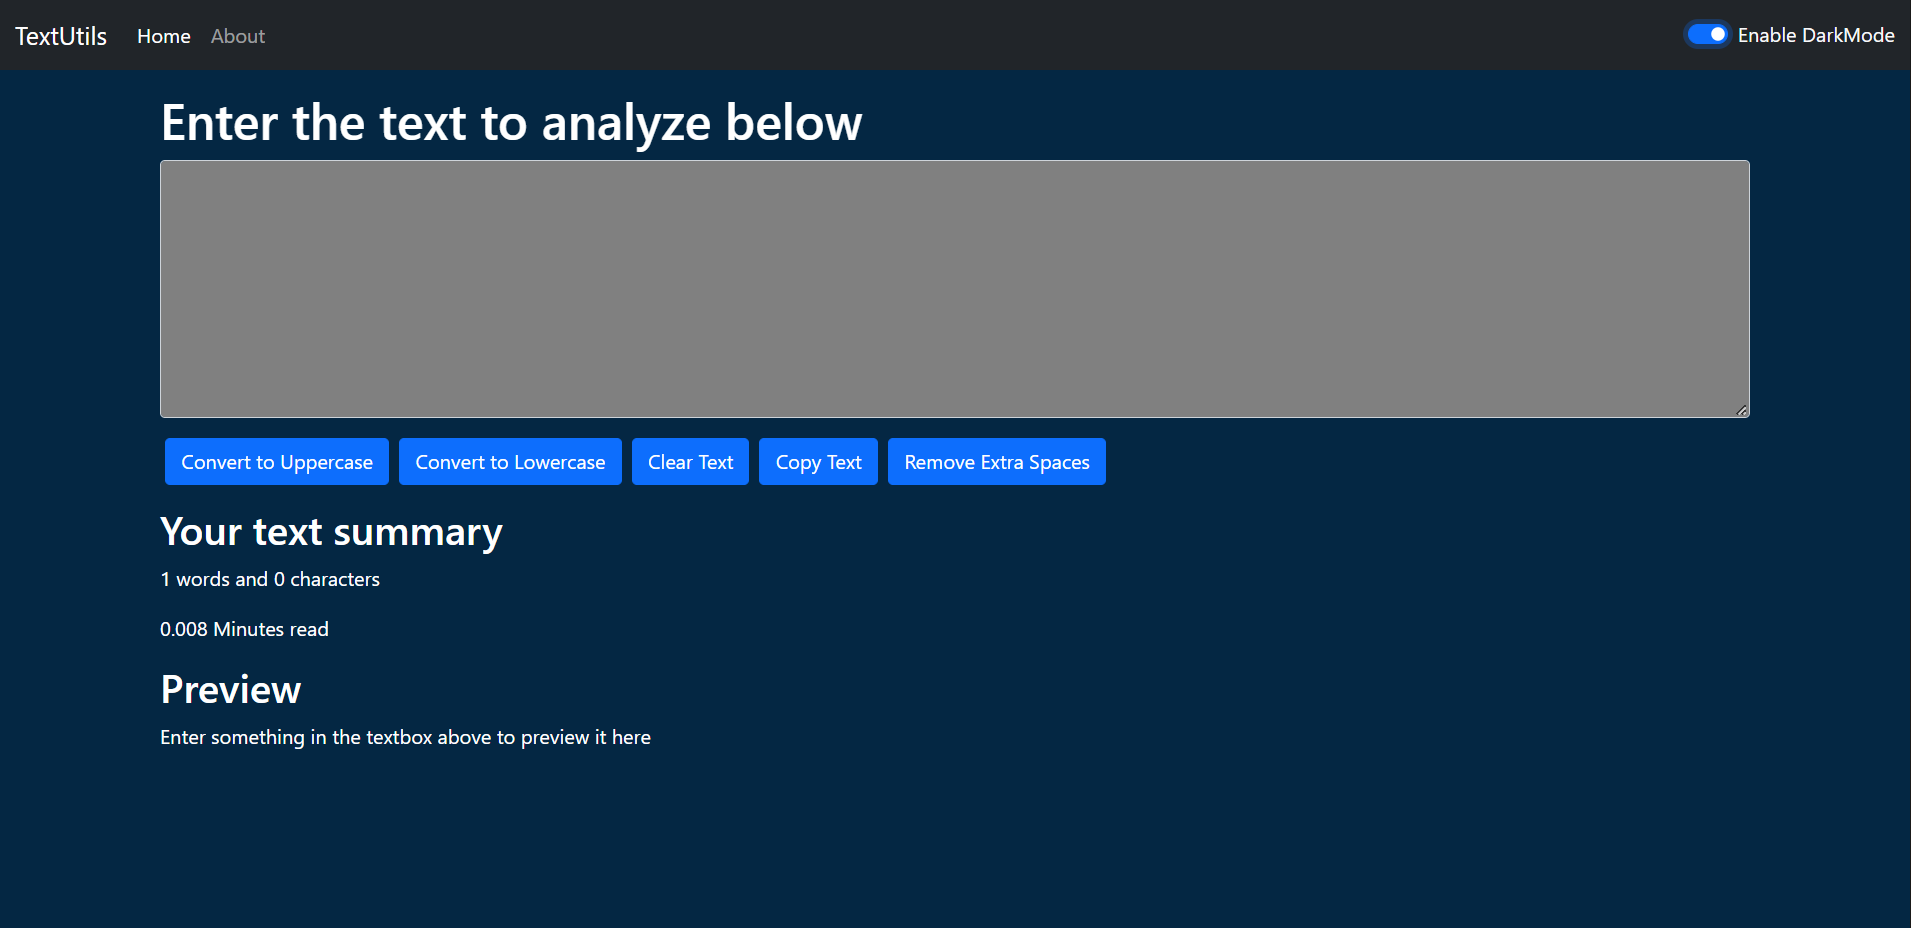 TextUtils Home About Enable DarkMode
Enter the text to analyze below
Convert to Uppercase Convert to Lowercase Clear Text Copy Text Remove Extra Spaces
Your text summary
1 words and 0 characters
0.008 Minutes read
Preview
Enter something in the textbox above to preview it here